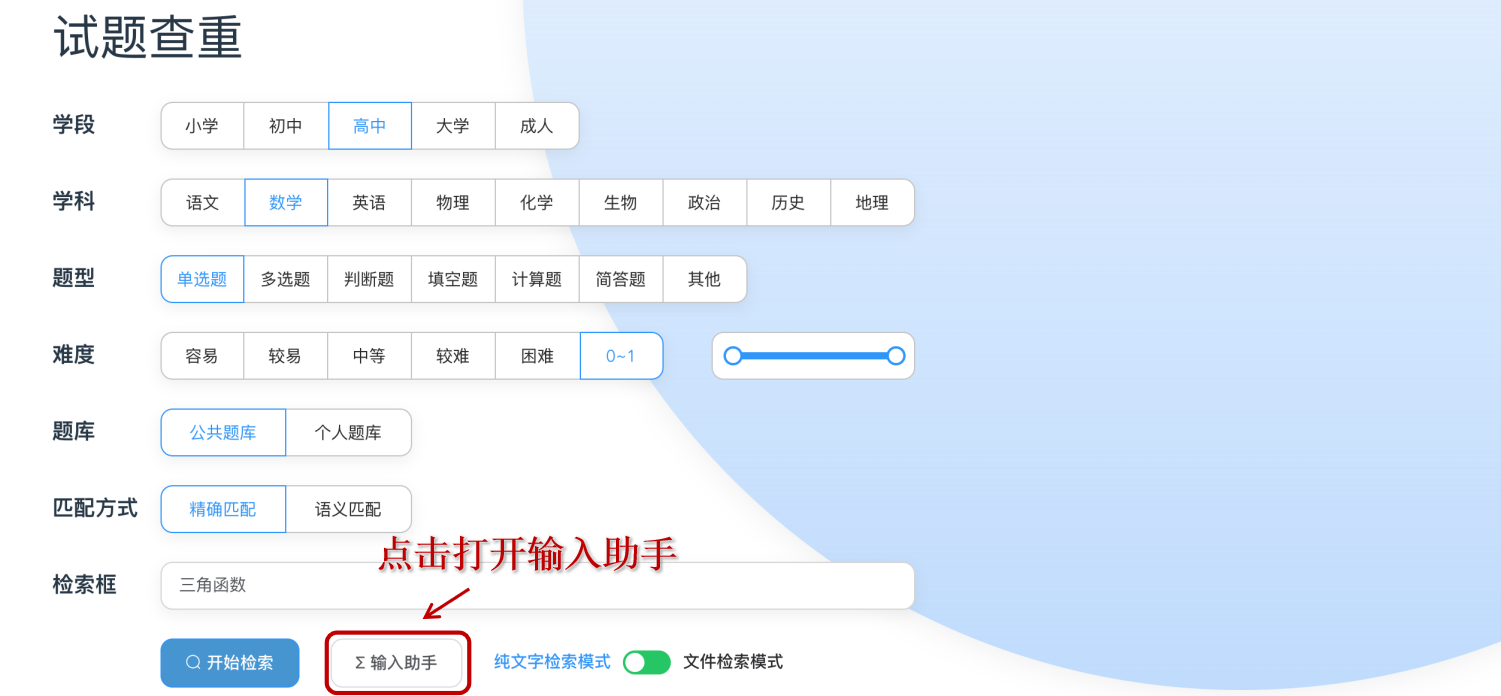 试题查重
学段 小学 初中 高中 大学 成人
学科 语文 数学 英语 物理 化学 生物 政治 历史 地理
题型 单选题 多选题 判断题 填空题 计算题 简答题 其他
难度 容易 较易 中等 较难 困难 0~1
题库 公共题库 个人题库
匹配方式 精确匹配 语义匹配
点击打开输入助手
检索框 三角函数
开始检索 Σ 输入助手 纯文字检索模式 文件检索模式